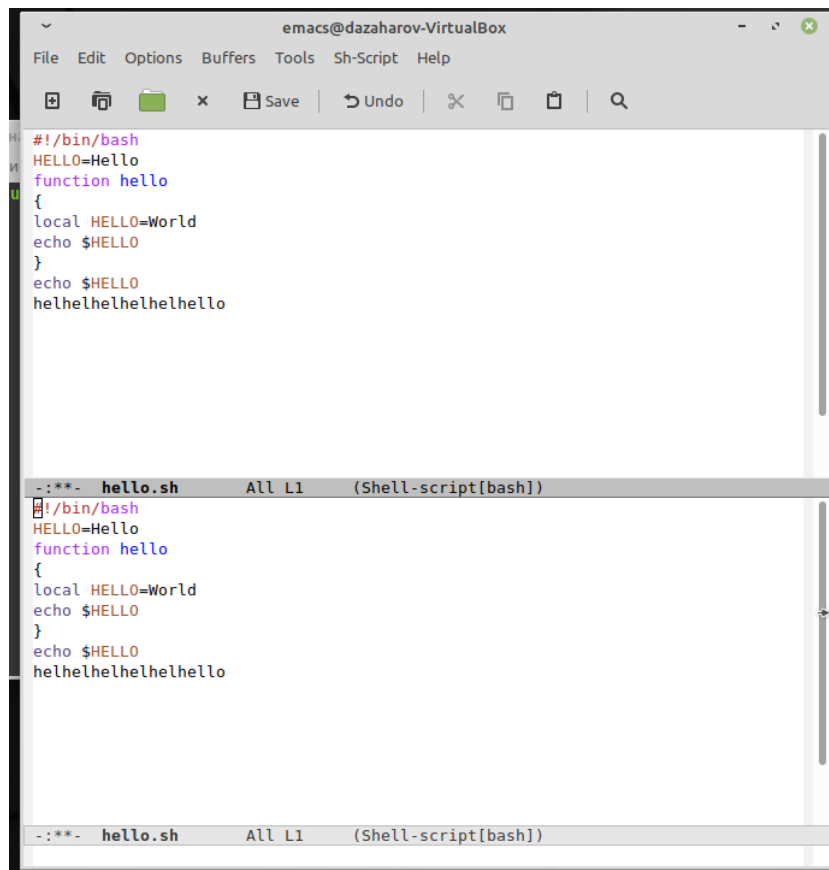 emacs@dazaharov-VirtualBox
File Edit Options Buffers Tools Sh-Script Help
Save Undo
#!/bin/bash
HELLO=Hello
function hello
{
local HELLO=World
echo $HELLO
}
echo $HELLO
helhelhelhelhelhello
-:**- hello.sh All L1 (Shell-script[bash])
#!/bin/bash
HELLO=Hello
function hello
{
local HELLO=World
echo $HELLO
}
echo $HELLO
helhelhelhelhelhello
-:**- hello.sh All L1 (Shell-script[bash])